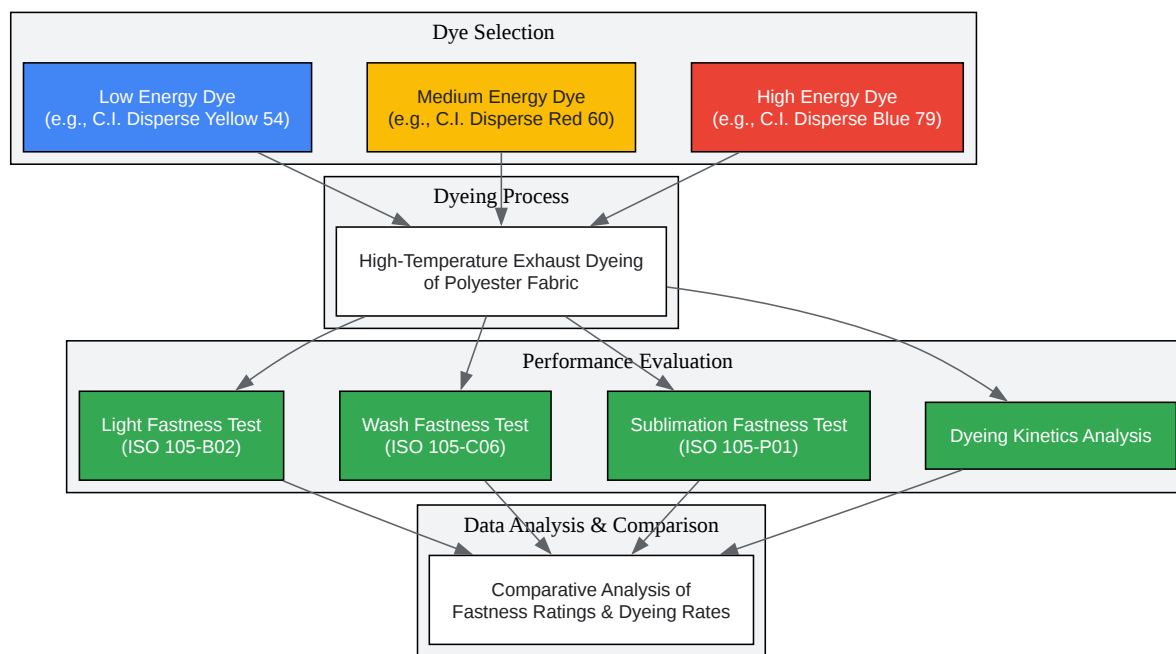 Dye Selection
Low Energy Dye
(e.g., C.I. Disperse Yellow 54)
Medium Energy Dye
(e.g., C.I. Disperse Red 60)
High Energy Dye
(e.g., C.I. Disperse Blue 79)
Dyeing Process
High-Temperature Exhaust Dyeing
of Polyester Fabric
Performance Evaluation
Light Fastness Test
(ISO 105-B02)
Wash Fastness Test
(ISO 105-C06)
Sublimation Fastness Test
(ISO 105-P01)
Dyeing Kinetics Analysis
Data Analysis & Comparison
Comparative Analysis of
Fastness Ratings & Dyeing Rates